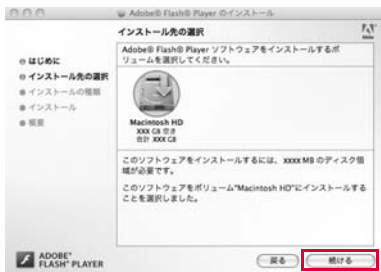 Adobe® Flash® Player のインストール
インストール先の選択
はじめに
インストール先の選択
インストールの種類
インストール
概要
Adobe® Flash® Player ソフトウェアをインストールするボ
リュームを選択してください。
Macintosh HD
XXX GB 空き
合計 XXX GB
このソフトウェアをインストールするには、xxxx MB のディスク領
域が必要です。
このソフトウェアをボリューム"Macintosh HD"にインストールする
ことを選択しました。
ADOBE®
FLASH® PLAYER
戻る
続ける